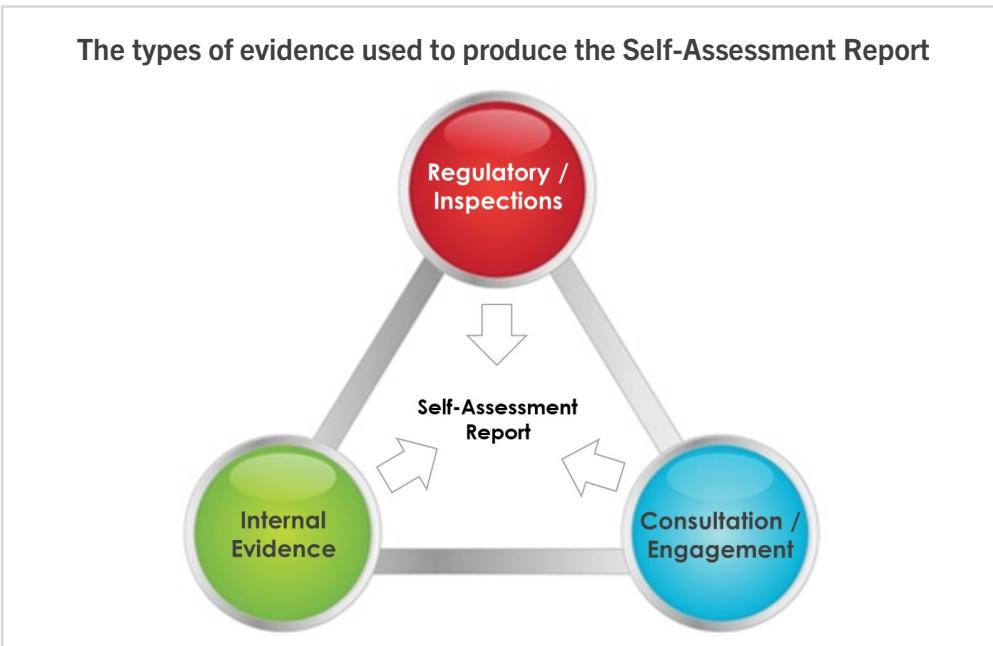 The types of evidence used to produce the Self-Assessment Report
Regulatory /
Inspections
Self-Assessment
Report
Internal
Evidence
Consultation /
Engagement